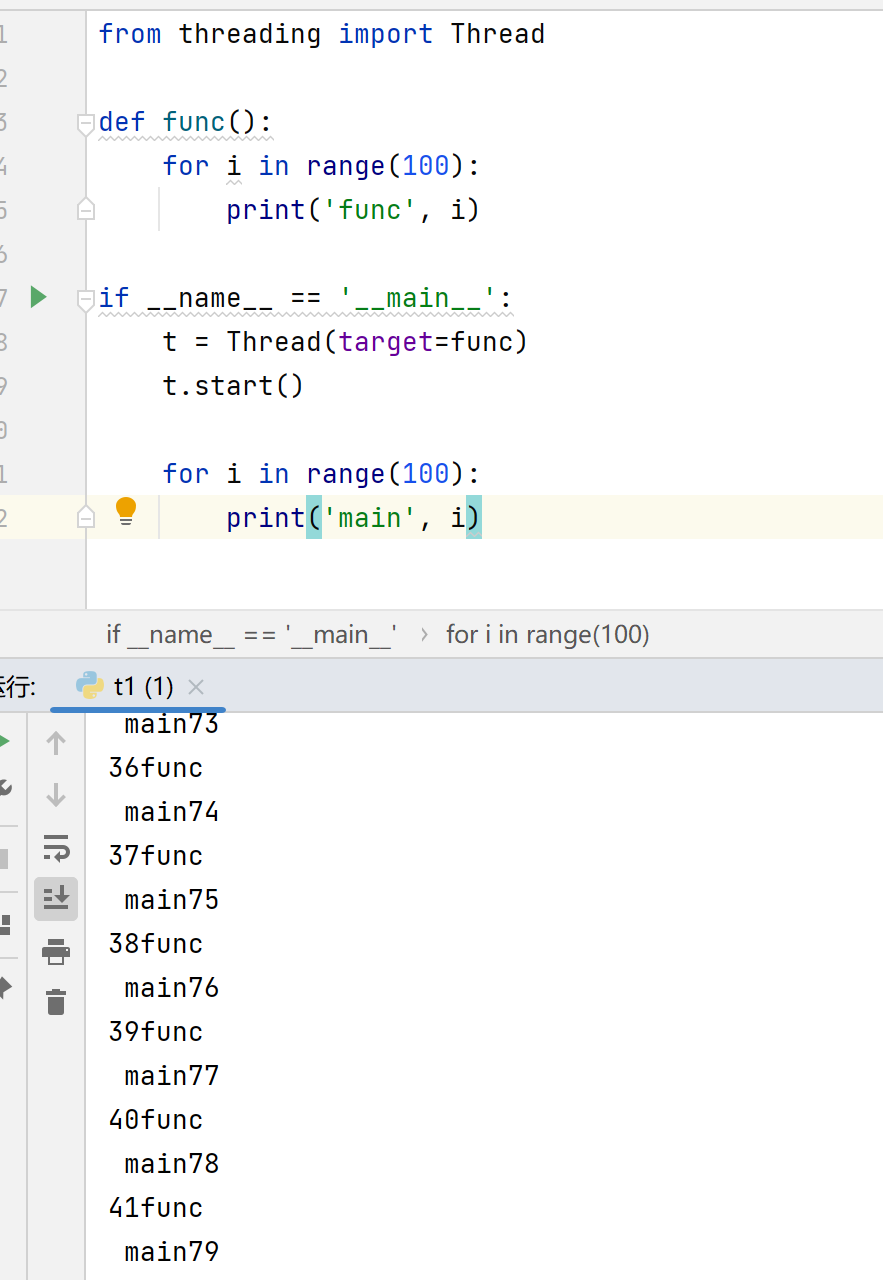 1 from threading import Thread
2
3 def func():
4     for i in range(100):
5         print('func', i)
6
7 if __name__ == '__main__':
8     t = Thread(target=func)
9     t.start()
0
1     for i in range(100):
2         print('main', i)
if __name__ == '__main__' › for i in range(100)
运行: t1 (1) ×
 main73
36func
 main74
37func
 main75
38func
 main76
39func
 main77
40func
 main78
41func
 main79